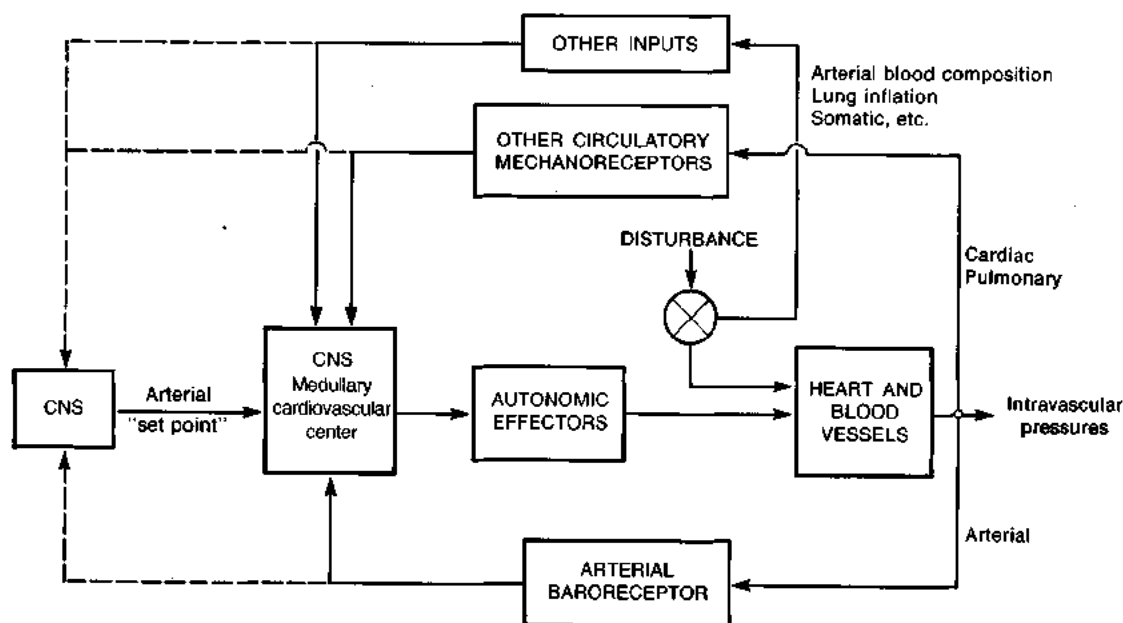 OTHER INPUTS
Arterial blood composition
Lung inflation
Somatic, etc.
OTHER CIRCULATORY
MECHANORECEPTORS
DISTURBANCE
Cardiac
Pulmonary
CNS
Arterial
"set point"
CNS
Medullary
cardiovascular
center
AUTONOMIC
EFFECTORS
HEART AND
BLOOD
VESSELS
Intravascular
pressures
Arterial
ARTERIAL
BARORECEPTOR